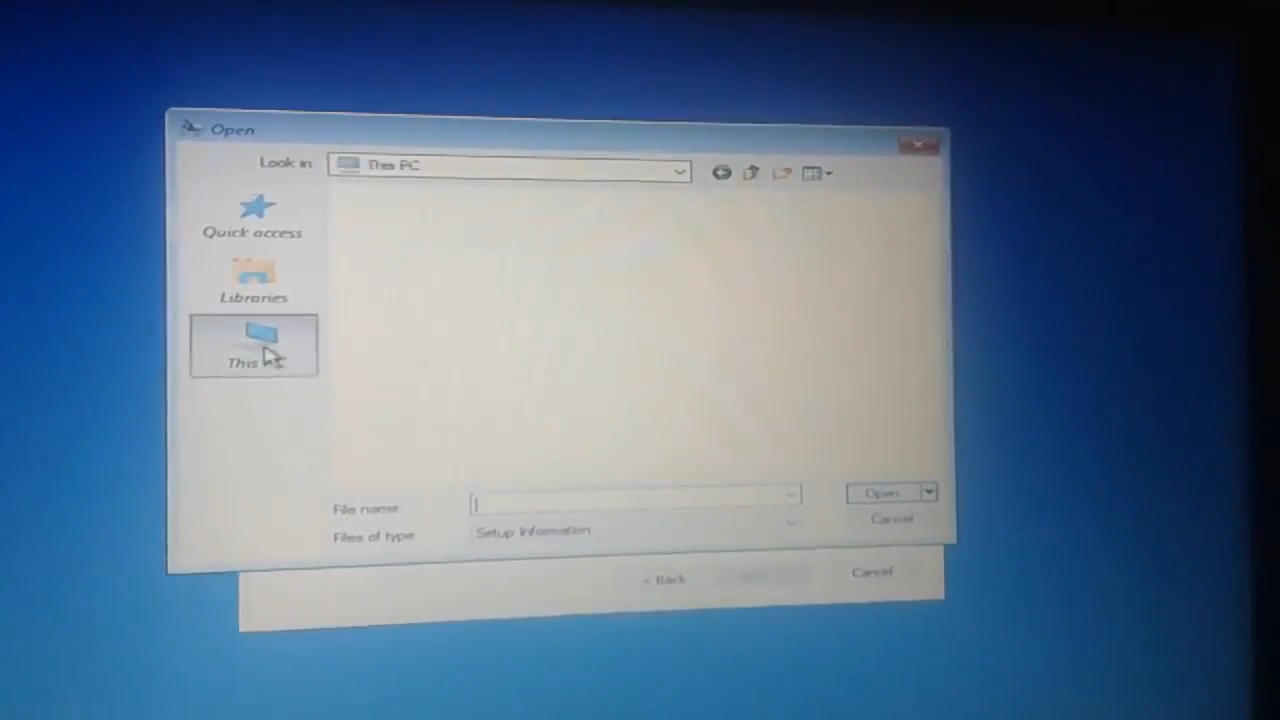 Open
Look in
This PC
Quick access
Libraries
This PC
File name
Open
Files of type
Setup Information
Cancel
< Back
Cancel